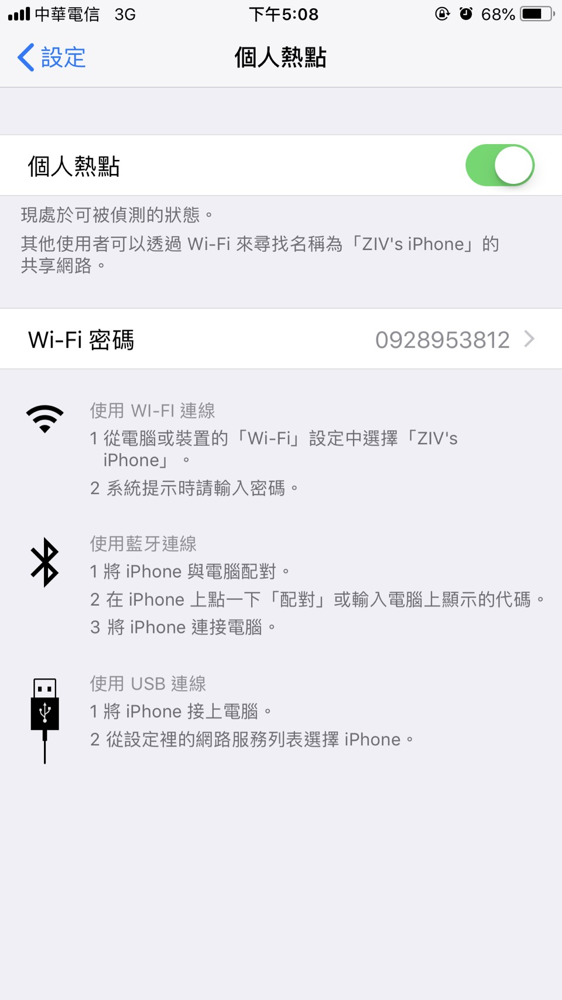 中華電信 3G 下午5:08 68%
設定 個人熱點
個人熱點
現處於可被偵測的狀態。
其他使用者可以透過 Wi-Fi 來尋找名稱為「ZIV's iPhone」的
共享網路。
Wi-Fi 密碼 0928953812
使用 WI-FI 連線
1 從電腦或裝置的「Wi-Fi」設定中選擇「ZIV's
iPhone」。
2 系統提示時請輸入密碼。
使用藍牙連線
1 將 iPhone 與電腦配對。
2 在 iPhone 上點一下「配對」或輸入電腦上顯示的代碼。
3 將 iPhone 連接電腦。
使用 USB 連線
1 將 iPhone 接上電腦。
2 從設定裡的網路服務列表選擇 iPhone。